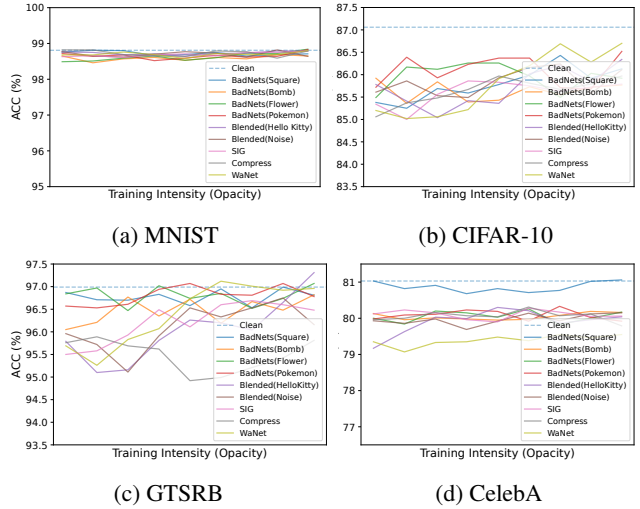 100
99
98
97
96
95
ACC (%)
Clean
BadNets(Square)
BadNets(Bomb)
BadNets(Flower)
BadNets(Pokemon)
Blended(Hello Kitty)
Blended(Noise)
SIG
Compress
WaNet
Training Intensity (Opacity)
(a) MNIST
87.5
87.0
86.5
86.0
85.5
85.0
84.5
84.0
83.5
Clean
BadNets(Square)
BadNets(Bomb)
BadNets(Flower)
BadNets(Pokemon)
Blended(HelloKitty)
Blended(Noise)
SIG
Compress
WaNet
Training Intensity (Opacity)
(b) CIFAR-10
97.5
97.0
96.5
96.0
95.5
95.0
94.5
94.0
93.5
ACC (%)
Clean
BadNets(Square)
BadNets(Bomb)
BadNets(Flower)
BadNets(Pokemon)
Blended(HelloKitty)
Blended(Noise)
SIG
Compress
WaNet
Training Intensity (Opacity)
(c) GTSRB
81
80
79
78
77
Clean
BadNets(Square)
BadNets(Bomb)
BadNets(Flower)
BadNets(Pokemon)
Blended(HelloKitty)
Blended(Noise)
SIG
Compress
WaNet
Training Intensity (Opacity)
(d) CelebA